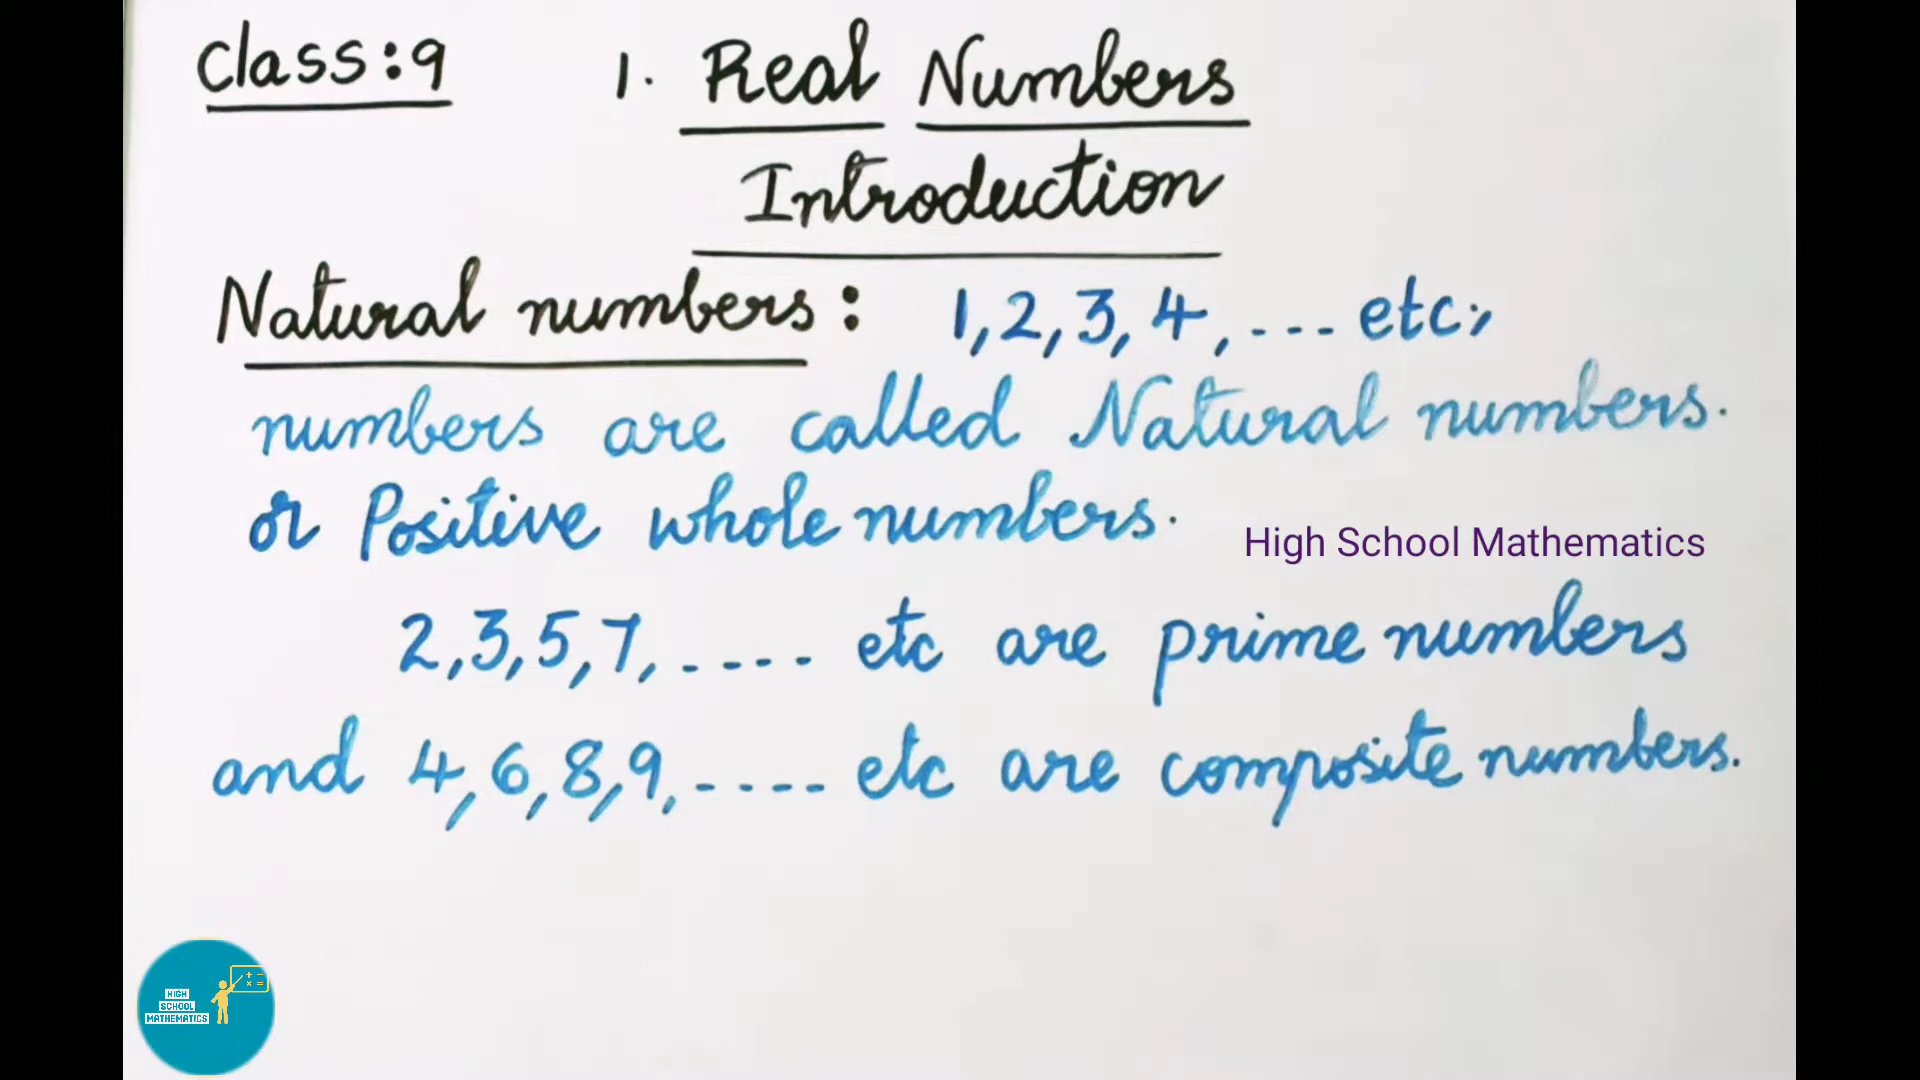 Class:9 1. Real Numbers
Introduction
Natural numbers: 1,2,3,4, --- etc.,
numbers are called Natural numbers.
or Positive whole numbers.
High School Mathematics
2,3,5,7, ---- etc are prime numbers
and 4,6,8,9, ---- etc are composite numbers.
HIGH
SCHOOL
MATHEMATICS